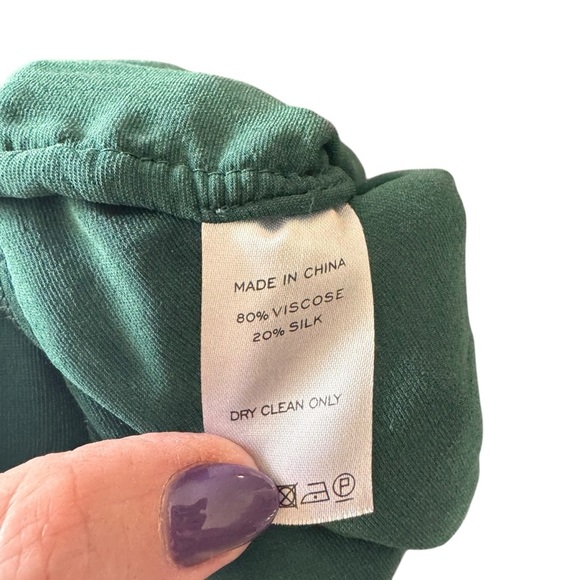 MADE IN CHINA
80% VISCOSE
20% SILK
DRY CLEAN ONLY
P